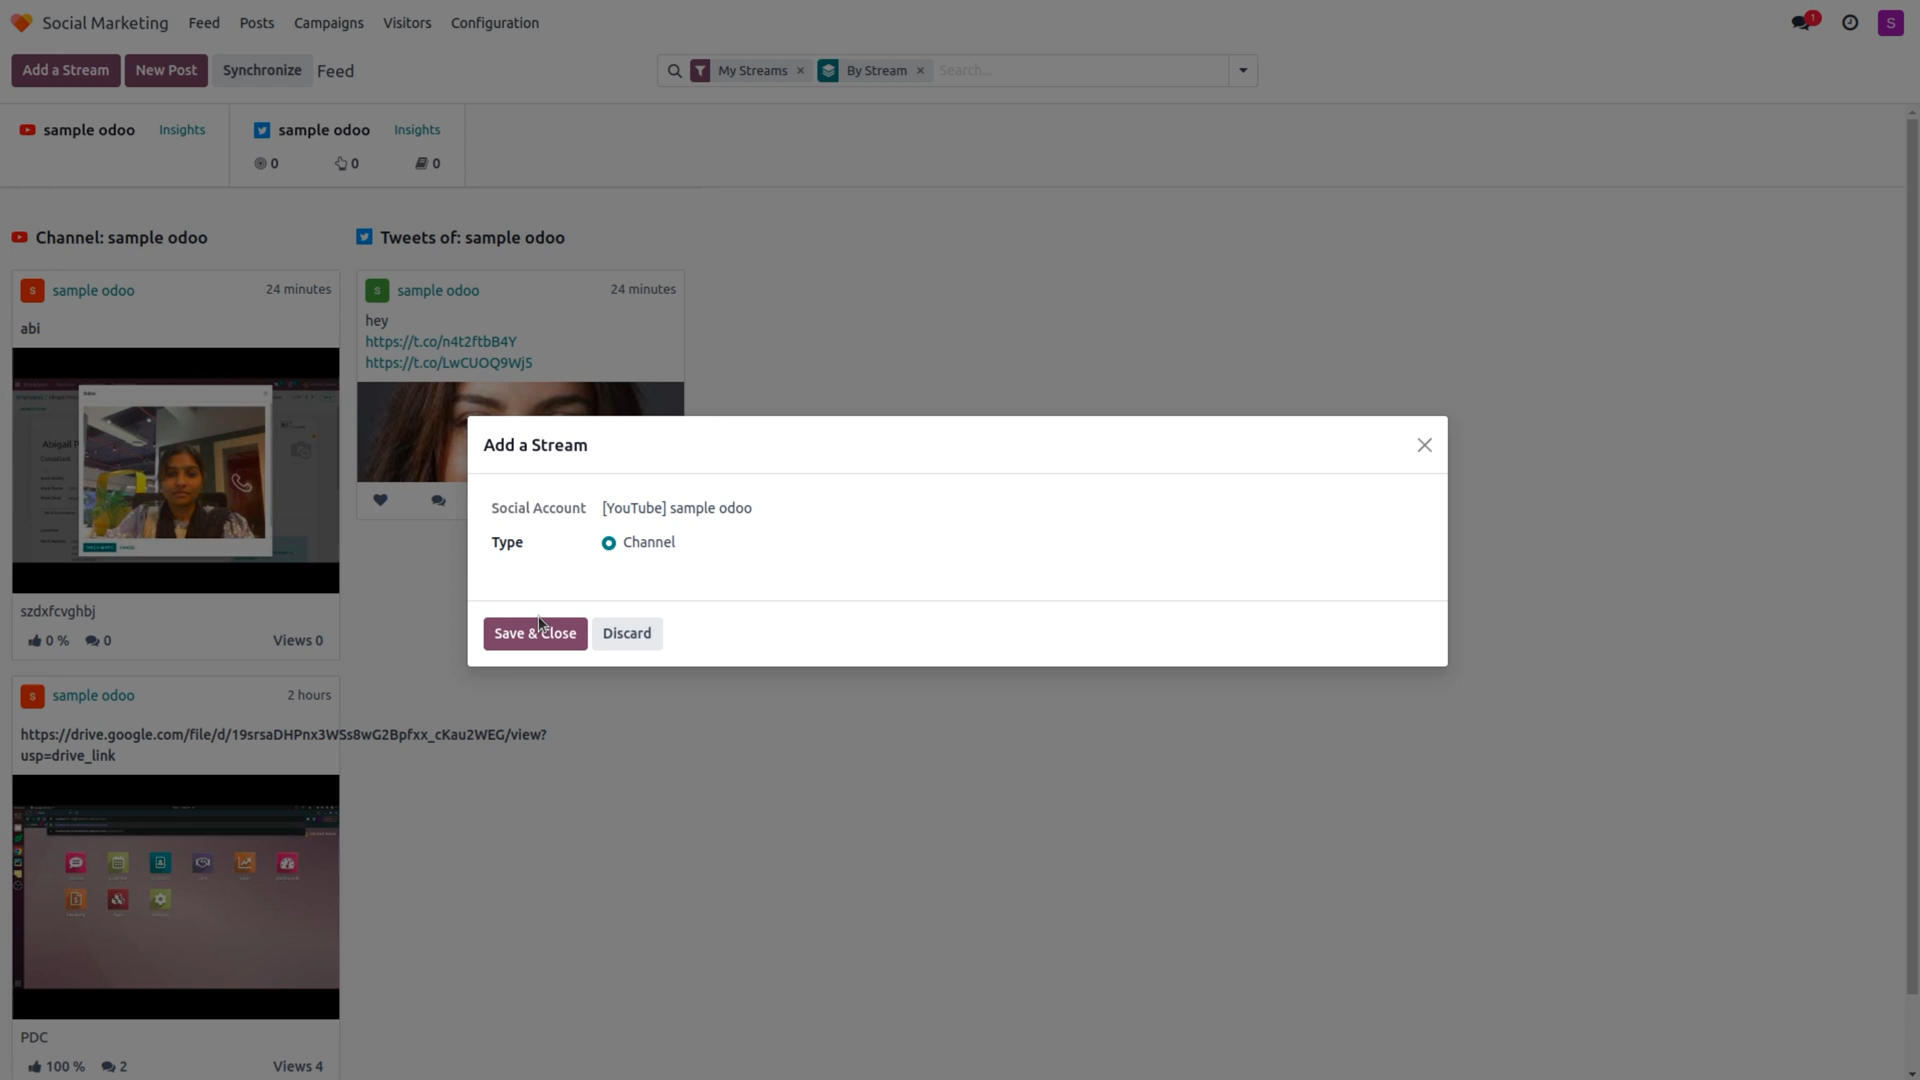 Social Marketing Feed Posts Campaigns Visitors Configuration 1 S
Add a Stream New Post Synchronize Feed My Streams × By Stream × Search...
sample odoo Insights sample odoo Insights
0 0 0
Channel: sample odoo Tweets of: sample odoo
S sample odoo 24 minutes S sample odoo 24 minutes
abi
hey
https://t.co/n4t2ftbB4Y
https://t.co/LwCUOQ9Wj5
Add a Stream
Social Account [YouTube] sample odoo
Type Channel
Save & Close Discard
szdxfcvghbj
0 % 0 Views 0
S sample odoo 2 hours
https://drive.google.com/file/d/19srsaDHPnx3WSs8wG2Bpfxx_cKau2WEG/view?
usp=drive_link
PDC
100 % 2 Views 4